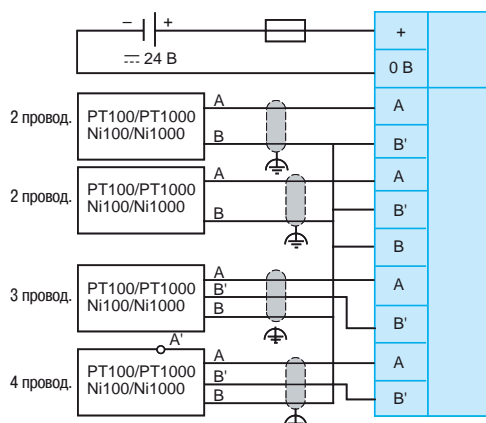 − +
24 В
+
0 В
2 провод.
PT100/PT1000
Ni100/Ni1000
A
B
A
B'
2 провод.
PT100/PT1000
Ni100/Ni1000
A
B
A
B'
B
3 провод.
PT100/PT1000
Ni100/Ni1000
A
B'
B
A
B'
4 провод.
PT100/PT1000
Ni100/Ni1000
A'
A
B'
B
A
B'